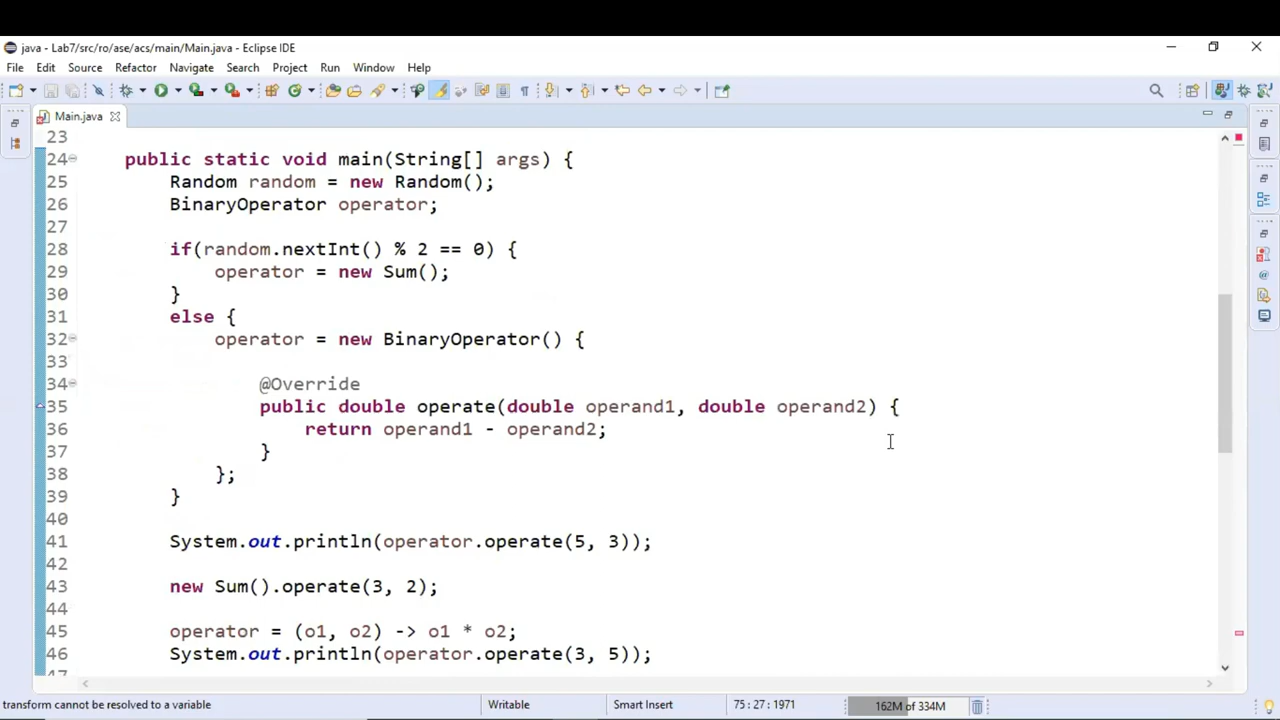 java - Lab7/src/ro/ase/acs/main/Main.java - Eclipse IDE
File Edit Source Refactor Navigate Search Project Run Window Help
Main.java
23
24 public static void main(String[] args) {
25 Random random = new Random();
26 BinaryOperator operator;
27
28 if(random.nextInt() % 2 == 0) {
29 operator = new Sum();
30 }
31 else {
32 operator = new BinaryOperator() {
33
34 @Override
35 public double operate(double operand1, double operand2) {
36 return operand1 - operand2;
37 }
38 };
39 }
40
41 System.out.println(operator.operate(5, 3));
42
43 new Sum().operate(3, 2);
44
45 operator = (o1, o2) -> o1 * o2;
46 System.out.println(operator.operate(3, 5));
47
transform cannot be resolved to a variable Writable Smart Insert 75 : 27 : 1971 162M of 334M